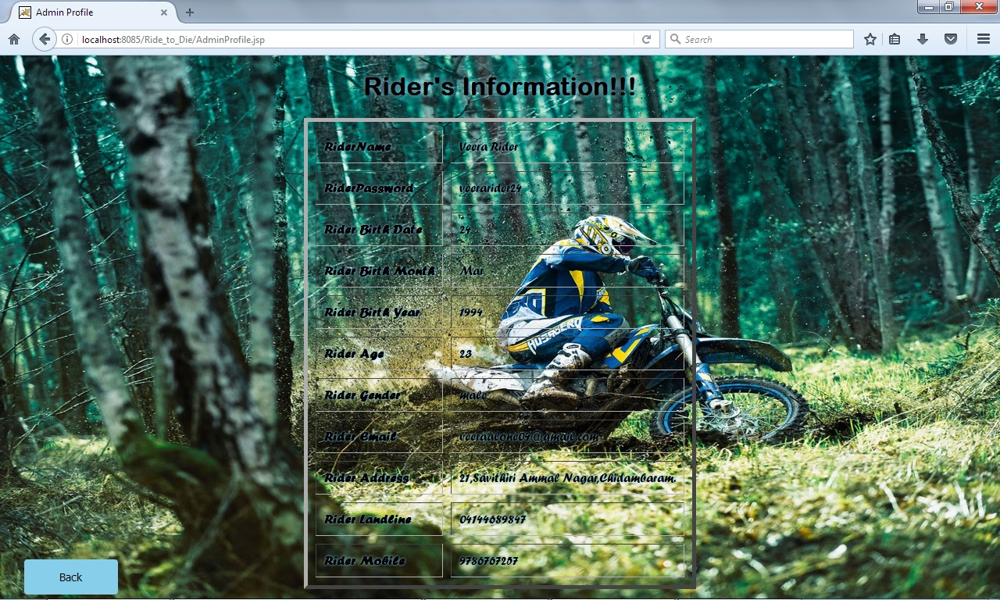 Admin Profile
localhost:8085/Ride_to_Die/AdminProfile.jsp
Search
Rider's Information!!!
RiderName Veera Rider
RiderPassword veerarider24
Rider Birth Date 24
Rider Birth Month Mar
Rider Birth Year 1994
Rider Age 23
Rider Gender male
Rider Email veeraalone04@gmail.com
Rider Address 21,Savithiri Ammal Nagar,Chidambaram.
Rider Landline 04144689847
Rider Mobile 9786767257
HUSABERG
Back